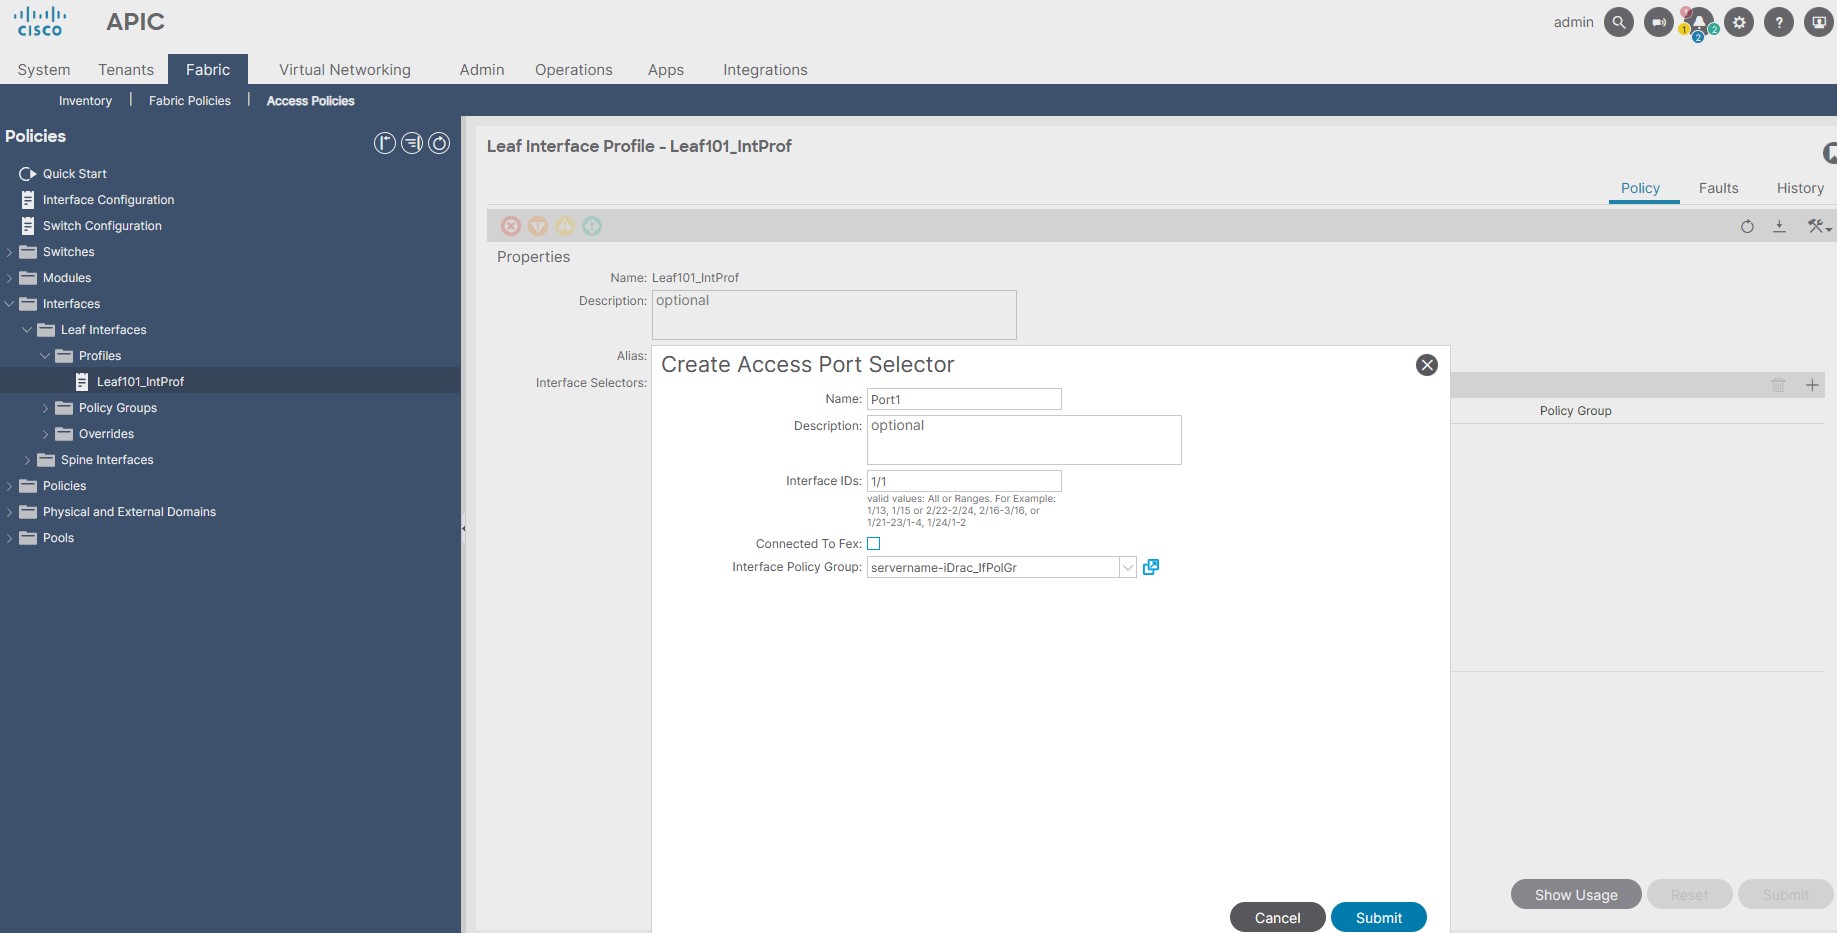 CISCO
APIC
admin
1
2
2
System Tenants Fabric Virtual Networking Admin Operations Apps Integrations
Inventory | Fabric Policies | Access Policies
Policies
Quick Start
Interface Configuration
Switch Configuration
Switches
Modules
Interfaces
Leaf Interfaces
Profiles
Leaf101_IntProf
Policy Groups
Overrides
Spine Interfaces
Policies
Physical and External Domains
Pools
Leaf Interface Profile - Leaf101_IntProf
Policy Faults History
Properties
Name: Leaf101_IntProf
Description: optional
Alias:
Interface Selectors:
Policy Group
Create Access Port Selector
Name: Port1
Description: optional
Interface IDs: 1/1
valid values: All or Ranges. For Example:
1/13, 1/15 or 2/22-2/24, 2/16-3/16, or
1/21-23/1-4, 1/24/1-2
Connected To Fex:
Interface Policy Group: servername-iDrac_IfPolGr
Cancel Submit
Show Usage Reset Submit